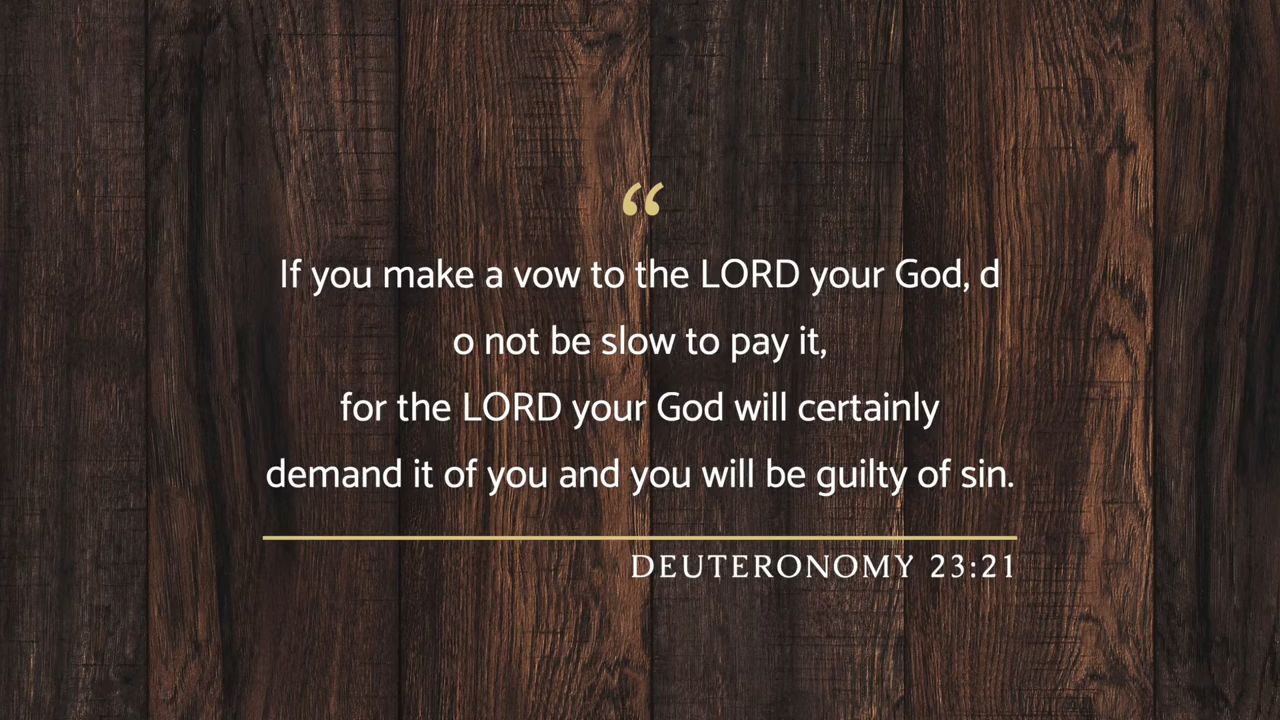 “
If you make a vow to the LORD your God, d
o not be slow to pay it,
for the LORD your God will certainly
demand it of you and you will be guilty of sin.
DEUTERONOMY 23:21